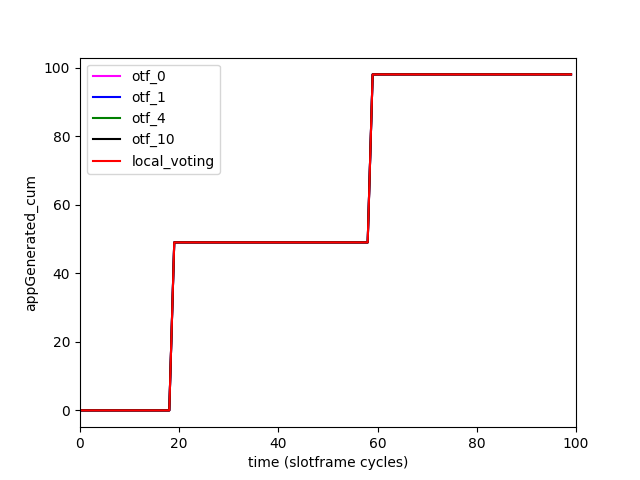 100
80
60
40
20
0
appGenerated_cum
otf_0
otf_1
otf_4
otf_10
local_voting
0 20 40 60 80 100
time (slotframe cycles)